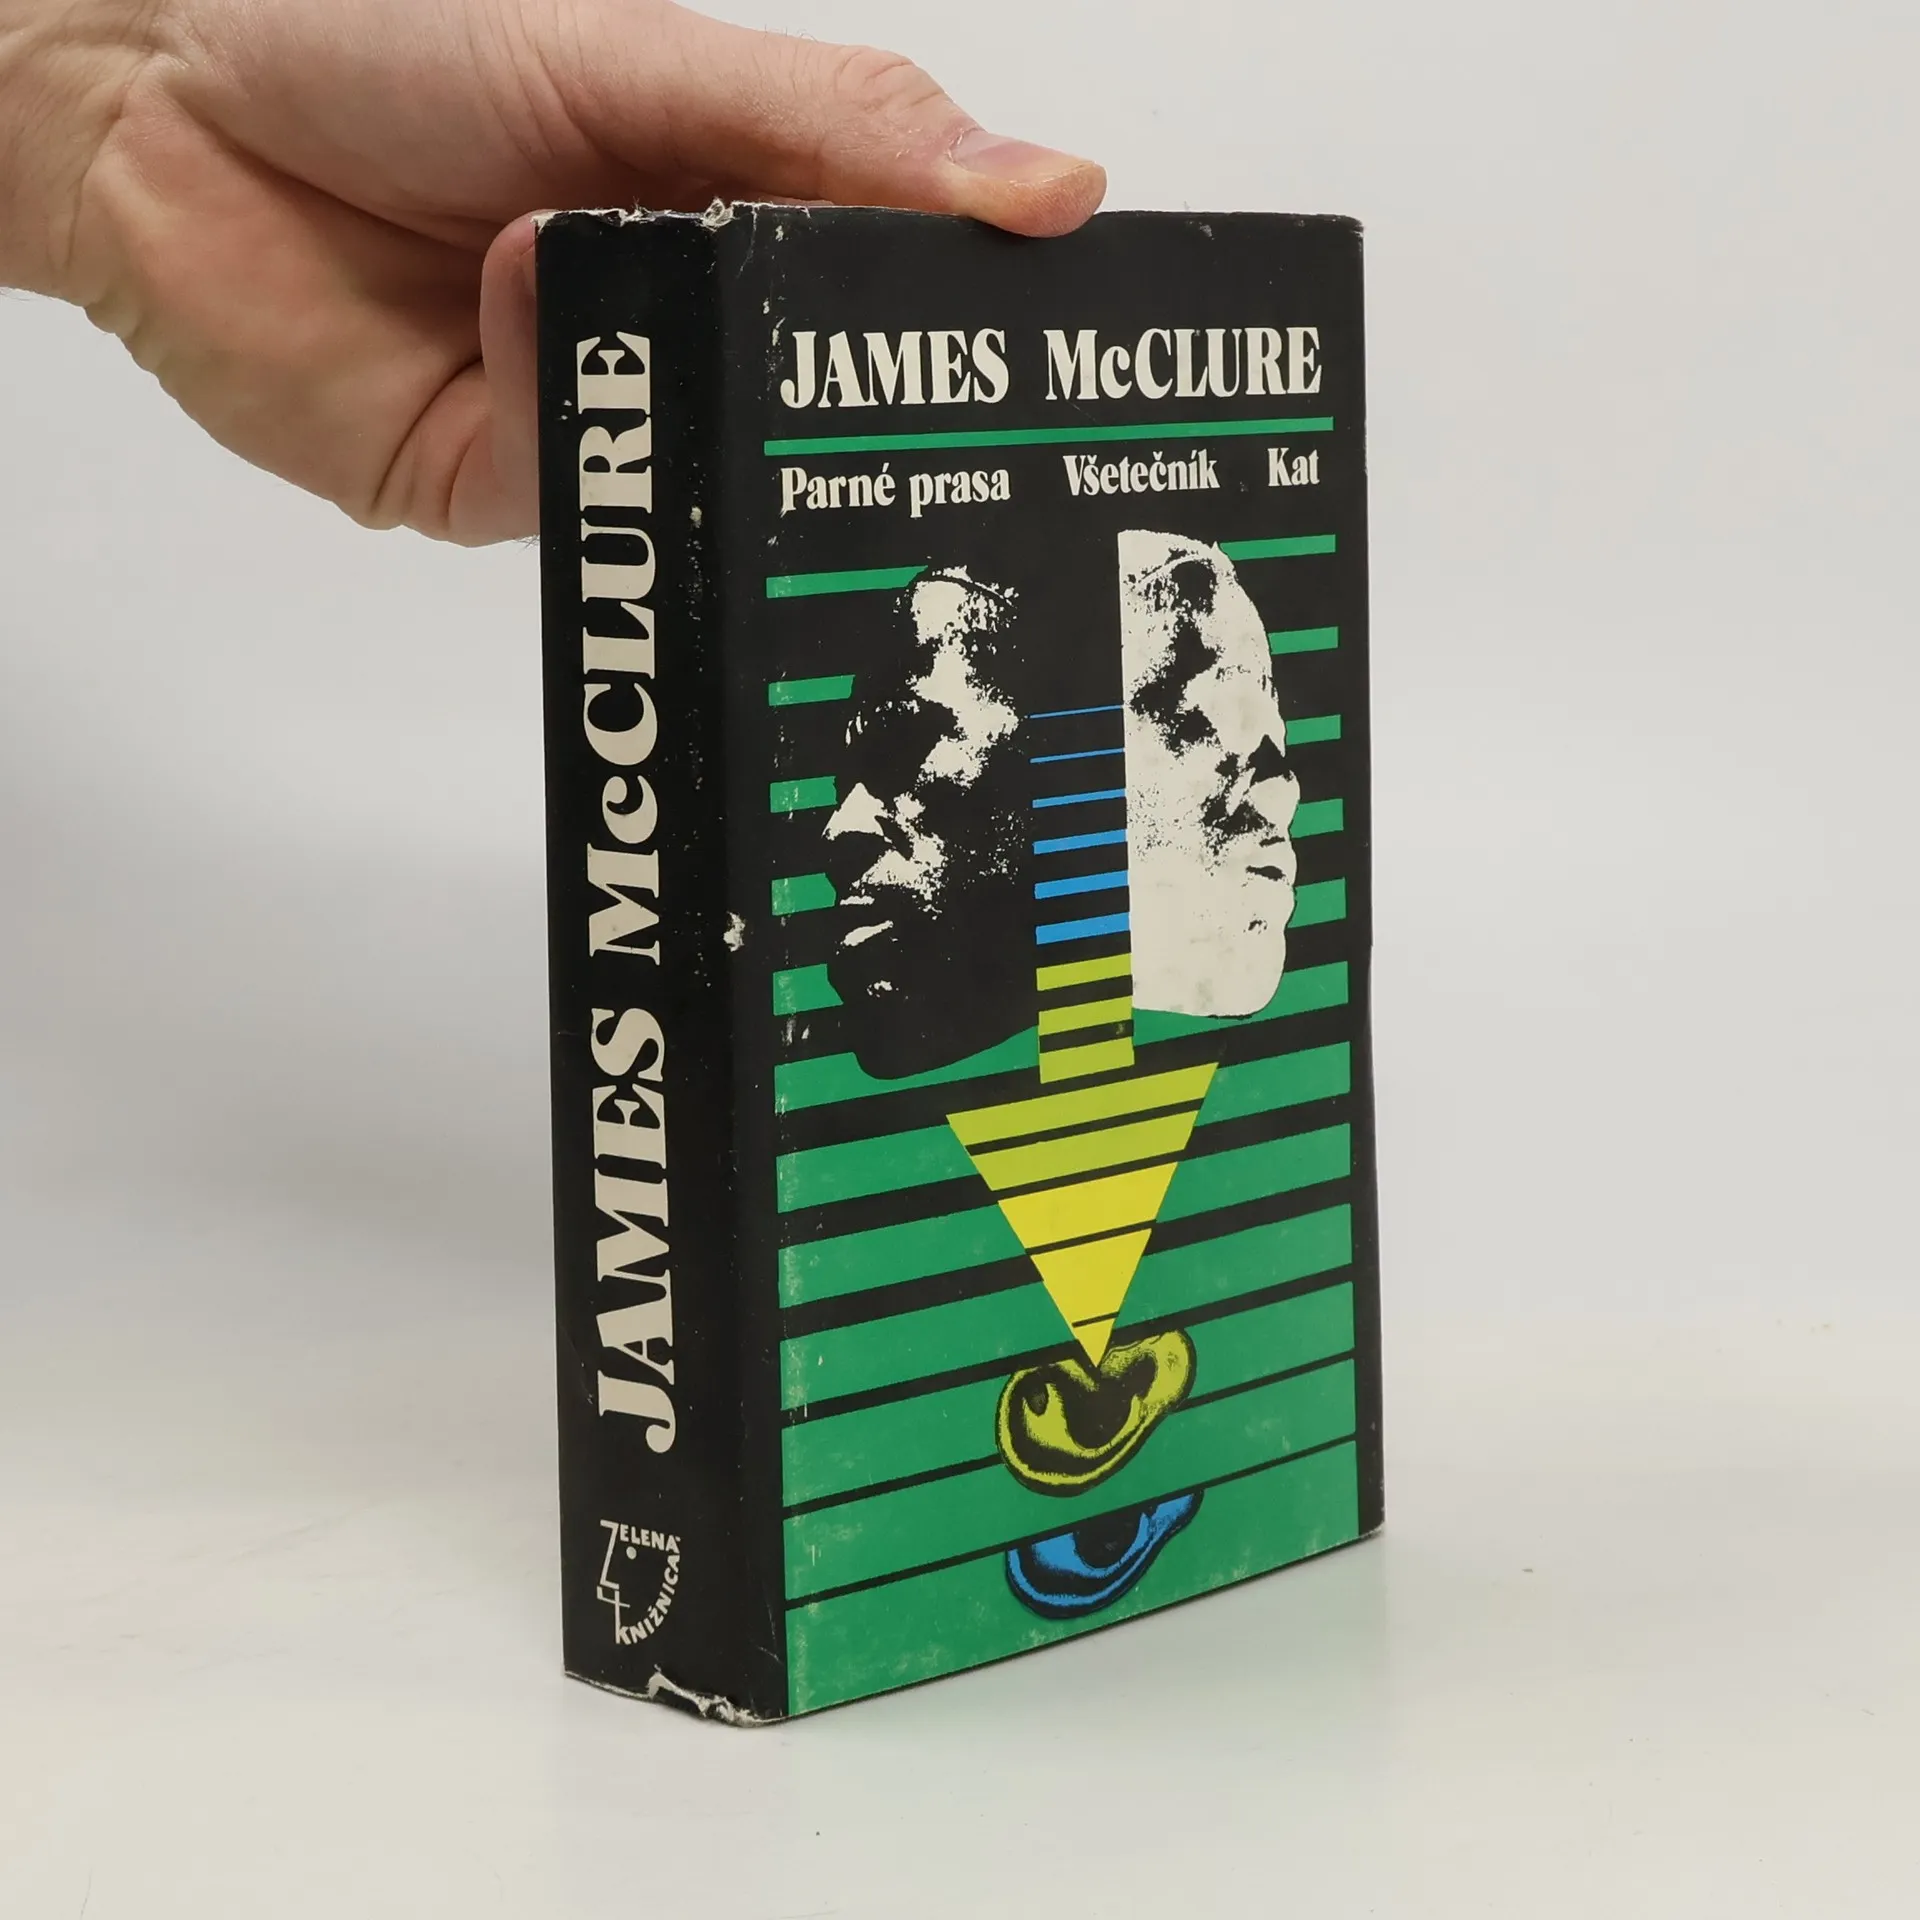 JAMES McCLURE
JAMES McCLURE
Parné prasa Všetečník Kat
ZELENÁ
KNIŽNICA